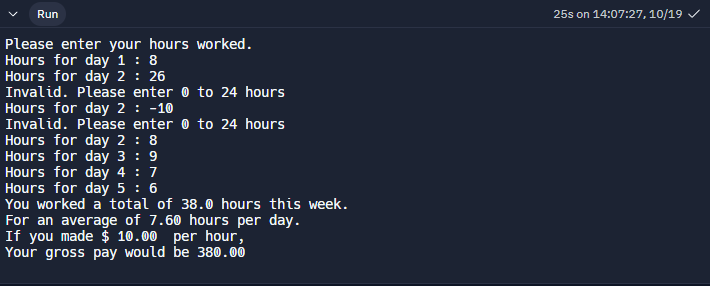 Run
25s on 14:07:27, 10/19
Please enter your hours worked.
Hours for day 1 : 8
Hours for day 2 : 26
Invalid. Please enter 0 to 24 hours
Hours for day 2 : -10
Invalid. Please enter 0 to 24 hours
Hours for day 2 : 8
Hours for day 3 : 9
Hours for day 4 : 7
Hours for day 5 : 6
You worked a total of 38.0 hours this week.
For an average of 7.60 hours per day.
If you made $ 10.00  per hour,
Your gross pay would be 380.00